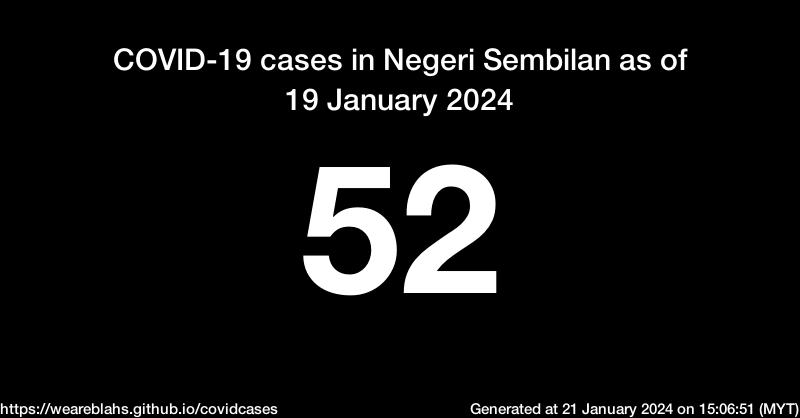 COVID-19 cases in Negeri Sembilan as of
19 January 2024
52
https://weareblahs.github.io/covidcases
Generated at 21 January 2024 on 15:06:51 (MYT)